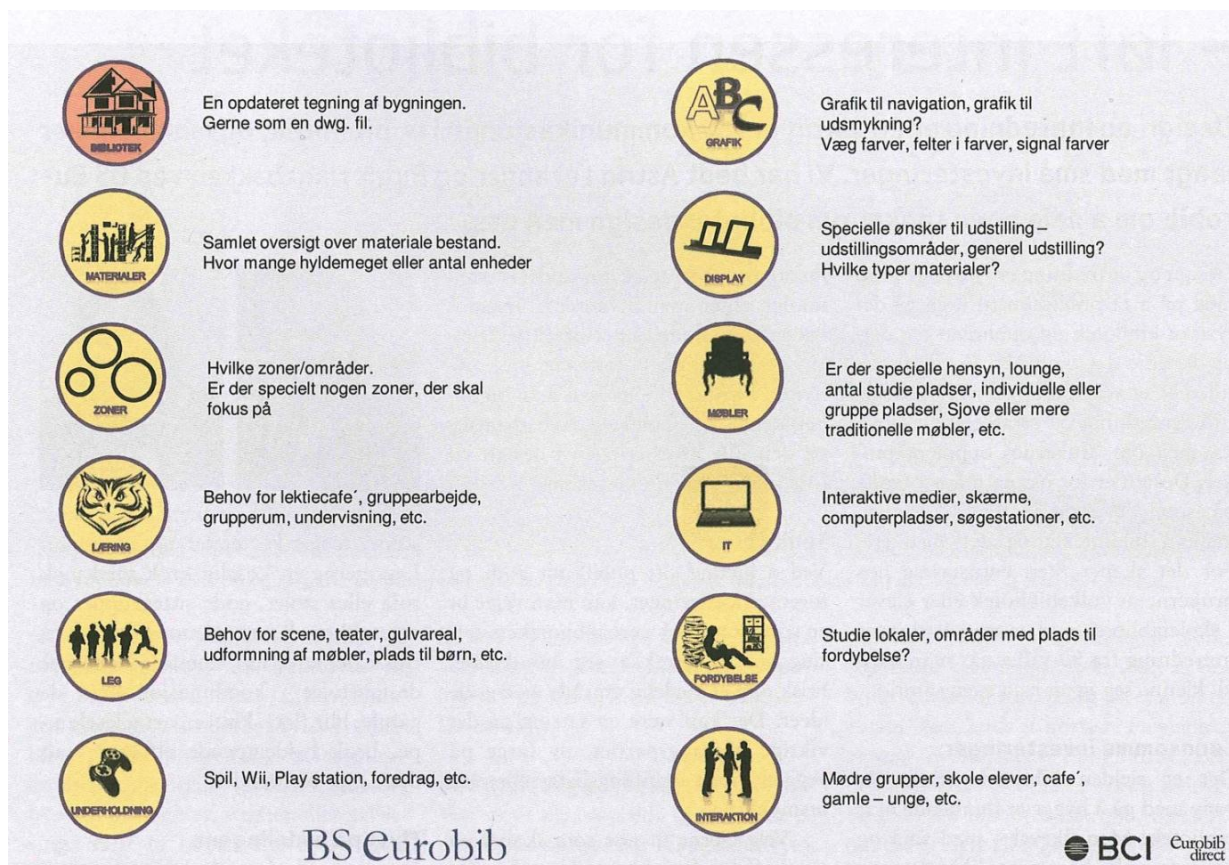 BIBLIOTEK
En opdateret tegning af bygningen.
Gerne som en dwg. fil.
MATERIALER
Samlet oversigt over materiale bestand.
Hvor mange hyldemeget eller antal enheder
ZONER
Hvilke zoner/områder.
Er der specielt nogen zoner, der skal
fokus på
LÆRING
Behov for lektiecafe´, gruppearbejde,
grupperum, undervisning, etc.
LEG
Behov for scene, teater, gulvareal,
udformning af møbler, plads til børn, etc.
UNDERHOLDNING
Spil, Wii, Play station, foredrag, etc.
ABC
GRAFIK
Grafik til navigation, grafik til
udsmykning?
Væg farver, felter i farver, signal farver
DISPLAY
Specielle ønsker til udstilling –
udstillingsområder, generel udstilling?
Hvilke typer materialer?
MØBLER
Er der specielle hensyn, lounge,
antal studie pladser, individuelle eller
gruppe pladser, Sjove eller mere
traditionelle møbler, etc.
IT
Interaktive medier, skærme,
computerpladser, søgestationer, etc.
FORDYBELSE
Studie lokaler, områder med plads til
fordybelse?
INTERAKTION
Mødre grupper, skole elever, cafe´,
gamle – unge, etc.
BS eurobib
BCI
Eurobib
direct